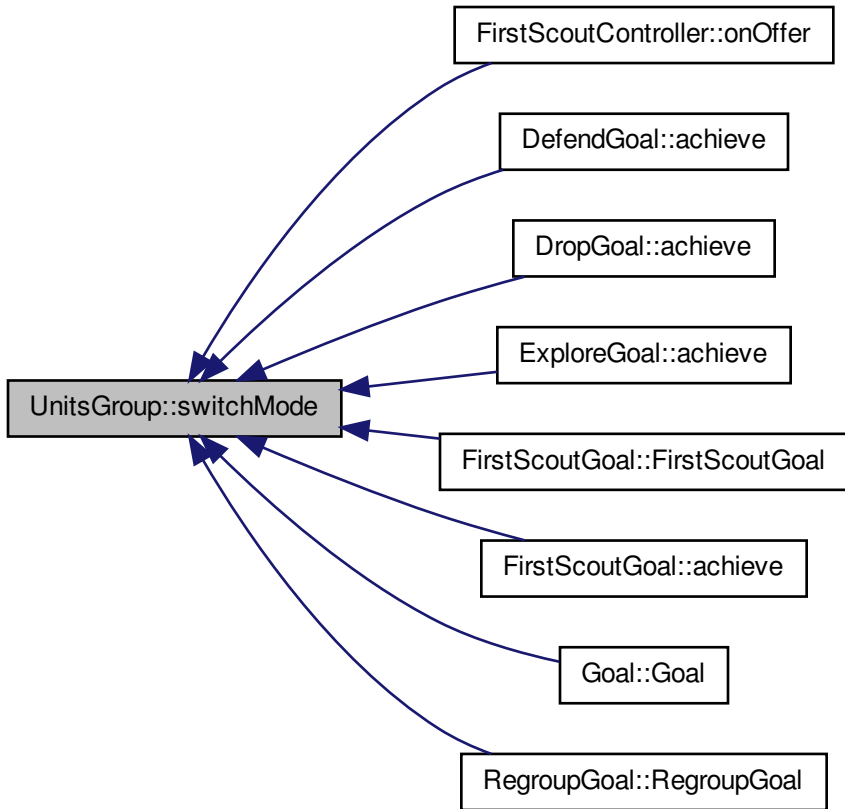 FirstScoutController::onOffer
DefendGoal::achieve
DropGoal::achieve
ExploreGoal::achieve
UnitsGroup::switchMode
FirstScoutGoal::FirstScoutGoal
FirstScoutGoal::achieve
Goal::Goal
RegroupGoal::RegroupGoal